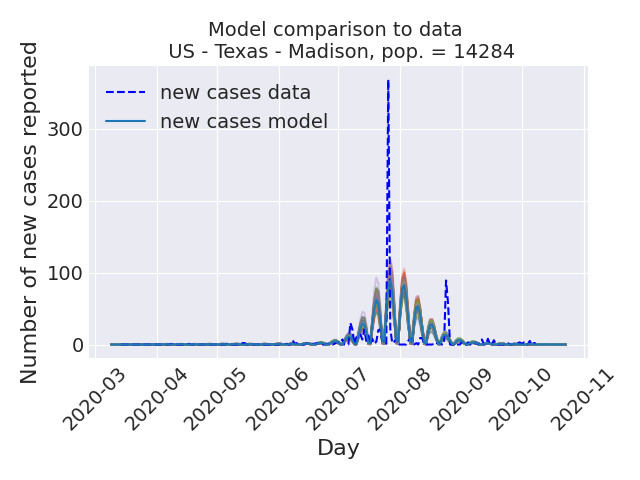 Model comparison to data
US - Texas - Madison, pop. = 14284
Number of new cases reported
new cases data
new cases model
300
200
100
0
2020-03
2020-04
2020-05
2020-06
2020-07
2020-08
2020-09
2020-10
2020-11
Day